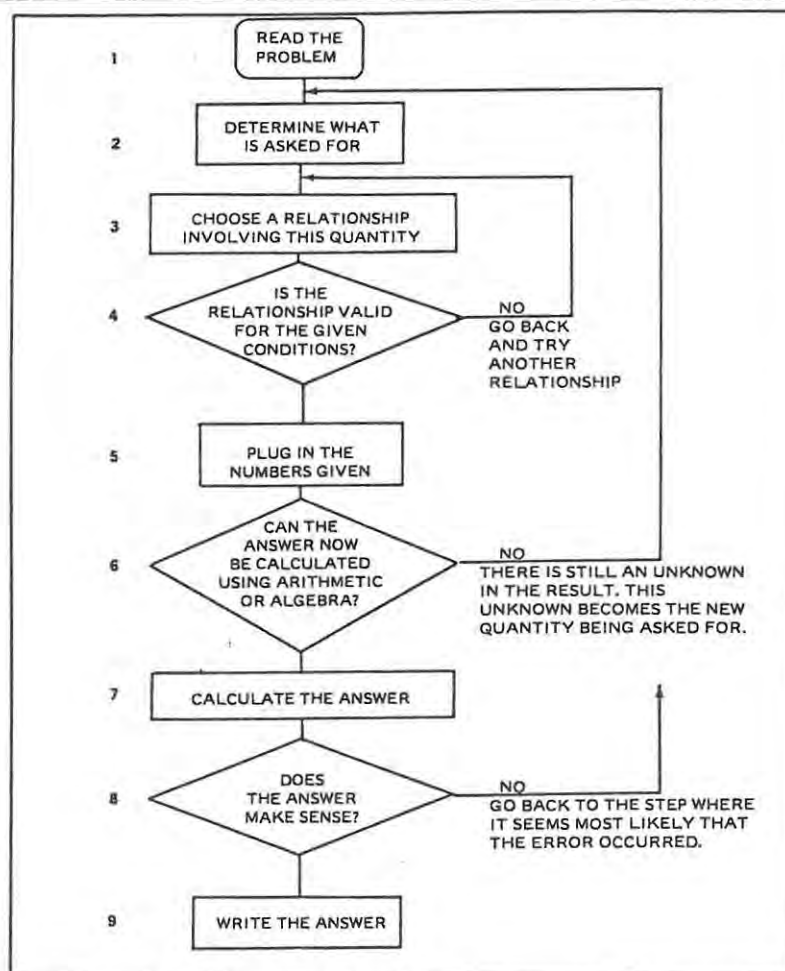 1
READ THE
PROBLEM
2
DETERMINE WHAT
IS ASKED FOR
3
CHOOSE A RELATIONSHIP
INVOLVING THIS QUANTITY
4
IS THE
RELATIONSHIP VALID
FOR THE GIVEN
CONDITIONS?
NO
GO BACK
AND TRY
ANOTHER
RELATIONSHIP
5
PLUG IN THE
NUMBERS GIVEN
6
CAN THE
ANSWER NOW
BE CALCULATED
USING ARITHMETIC
OR ALGEBRA?
NO
THERE IS STILL AN UNKNOWN
IN THE RESULT. THIS
UNKNOWN BECOMES THE NEW
QUANTITY BEING ASKED FOR.
7
CALCULATE THE ANSWER
8
DOES
THE ANSWER
MAKE SENSE?
NO
GO BACK TO THE STEP WHERE
IT SEEMS MOST LIKELY THAT
THE ERROR OCCURRED.
9
WRITE THE ANSWER